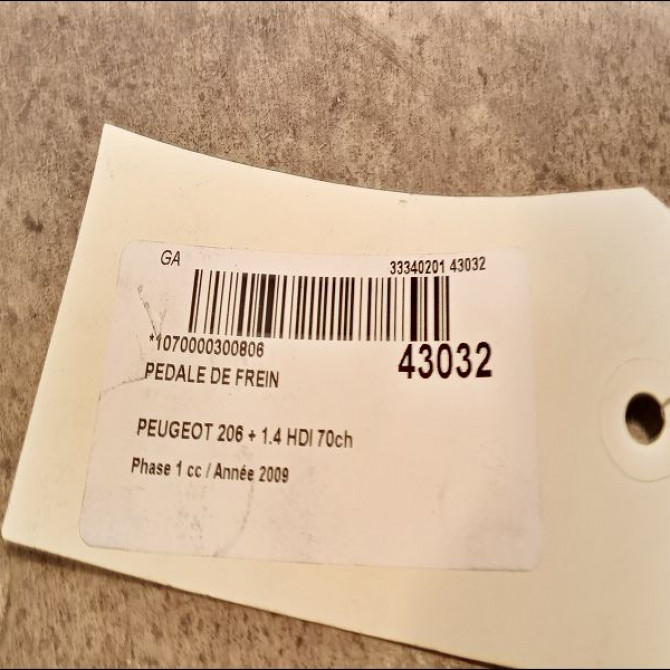 GA 33340201 43032
*1070000300806 43032
PEDALE DE FREIN
PEUGEOT 206 + 1.4 HDI 70ch
Phase 1 cc / Année 2009